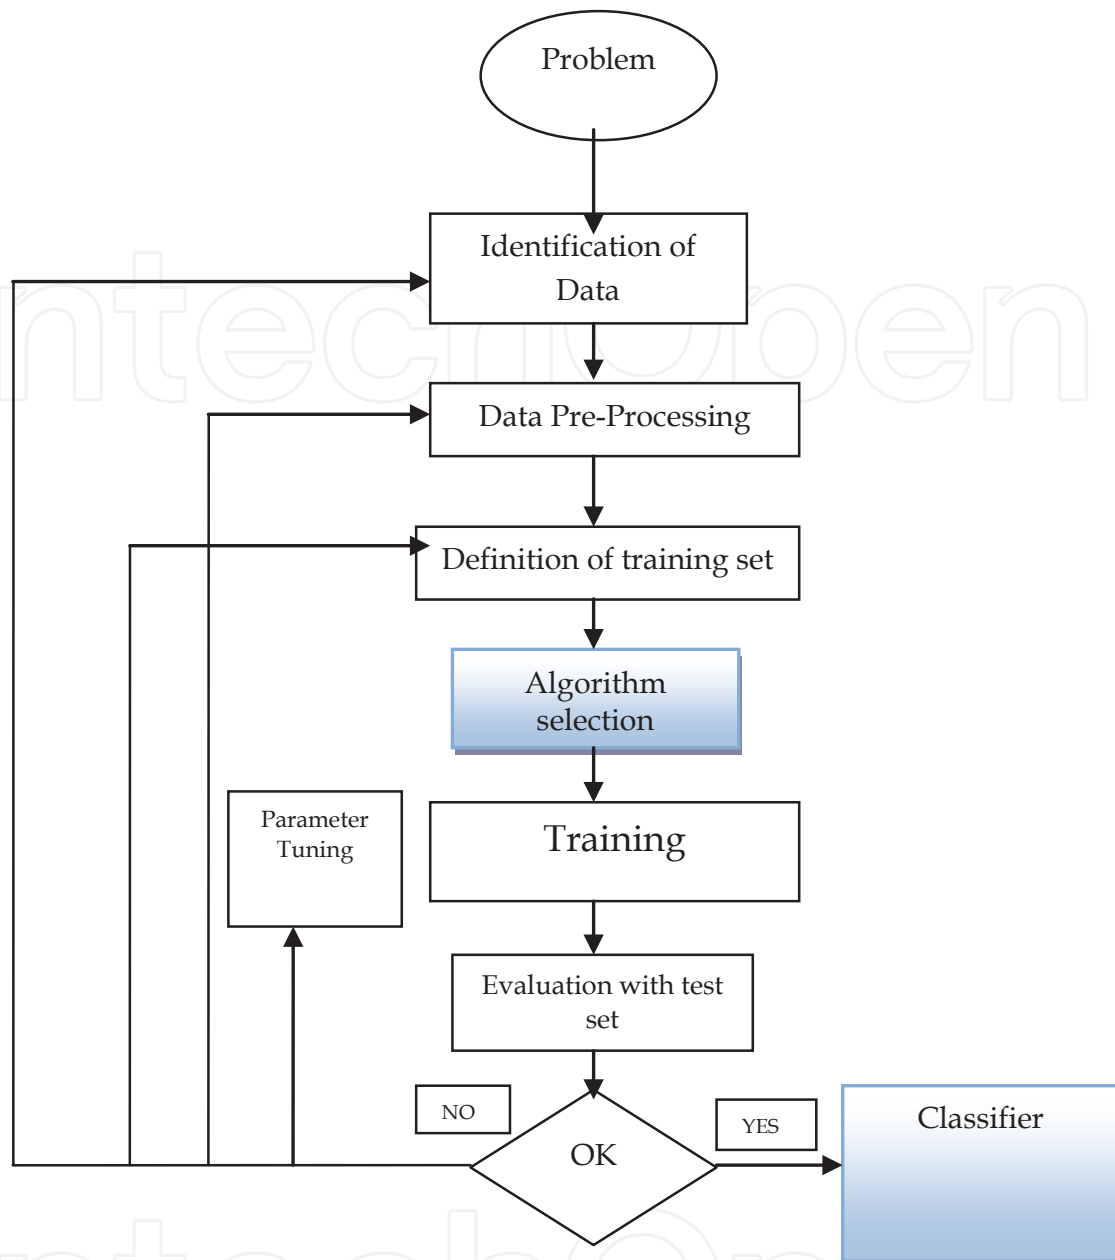 Problem
Identification of
Data
Data Pre-Processing
Definition of training set
Algorithm
selection
Parameter
Tuning
Training
Evaluation with test
set
NO
OK
YES
Classifier
ntechOpen